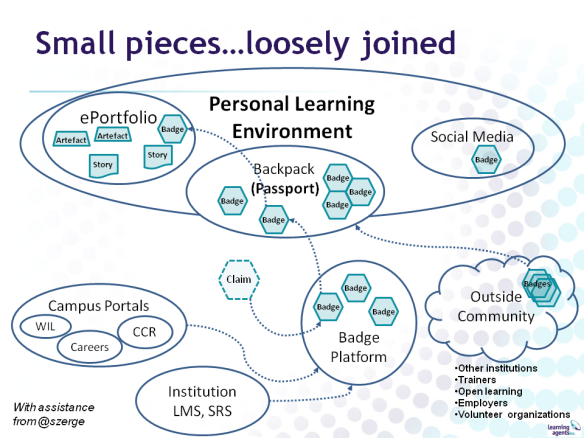 Small pieces…loosely joined
Personal Learning
Environment
ePortfolio
Artefact
Artefact
Badge
Story
Story
Social Media
Badge
Backpack
(Passport)
Badge
Badge
Badge
Badge
Badge
Claim
Badge
Badge
Badge
Badge
Platform
Campus Portals
WIL
CCR
Careers
Institution
LMS, SRS
Badges
Outside
Community
•Other institutions
•Trainers
•Open learning
•Employers
•Volunteer organizations
With assistance
from @szerge
learning
agents